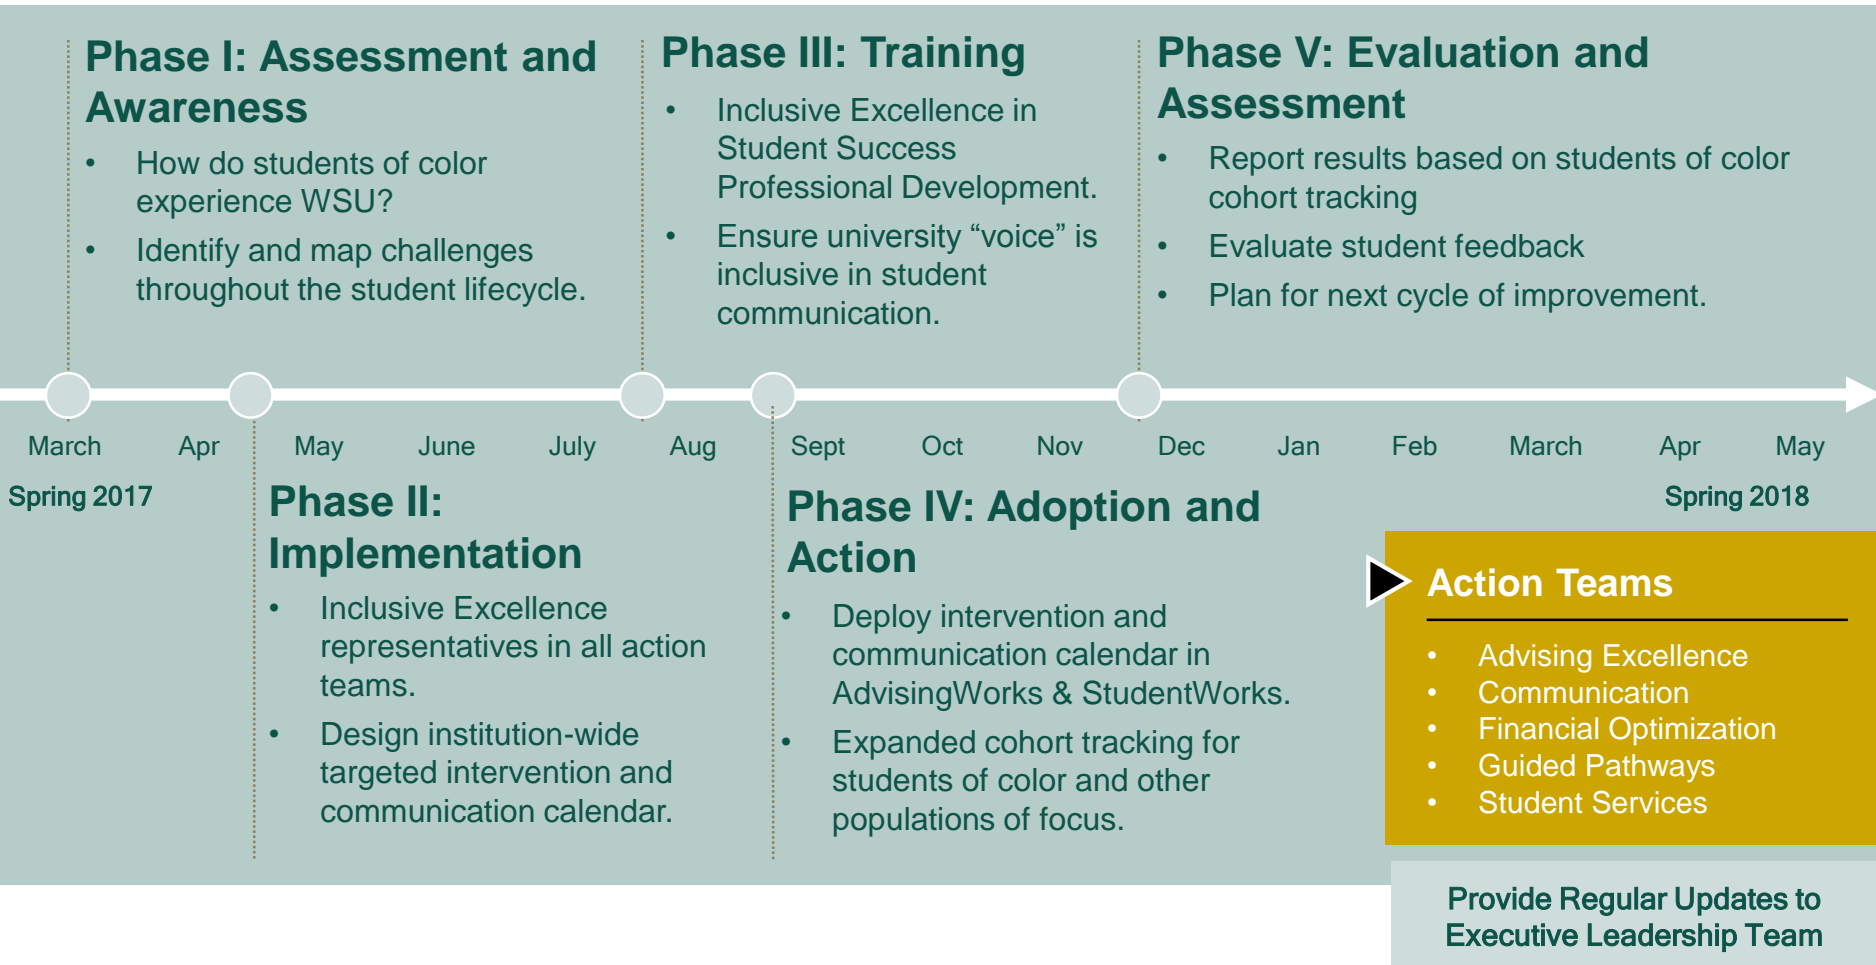 Phase I: Assessment and
Awareness
• How do students of color
experience WSU?
• Identify and map challenges
throughout the student lifecycle.
Phase III: Training
• Inclusive Excellence in
Student Success
Professional Development.
• Ensure university “voice” is
inclusive in student
communication.
Phase V: Evaluation and
Assessment
• Report results based on students of color
cohort tracking
• Evaluate student feedback
• Plan for next cycle of improvement.
March Apr May June July Aug Sept Oct Nov Dec Jan Feb March Apr May
Spring 2017
Spring 2018
Phase II:
Implementation
• Inclusive Excellence
representatives in all action
teams.
• Design institution-wide
targeted intervention and
communication calendar.
Phase IV: Adoption and
Action
• Deploy intervention and
communication calendar in
AdvisingWorks & StudentWorks.
• Expanded cohort tracking for
students of color and other
populations of focus.
Action Teams
• Advising Excellence
• Communication
• Financial Optimization
• Guided Pathways
• Student Services
Provide Regular Updates to
Executive Leadership Team